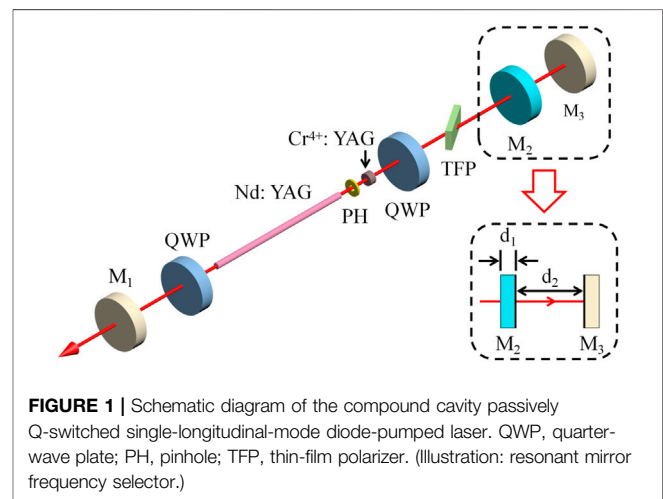 M3
M2
Cr4+: YAG
TFP
Nd: YAG
PH
QWP
QWP
M1
d1
d2
M2
M3
FIGURE 1 | Schematic diagram of the compound cavity passively
Q-switched single-longitudinal-mode diode-pumped laser. QWP, quarter-
wave plate; PH, pinhole; TFP, thin-film polarizer. (Illustration: resonant mirror
frequency selector.)